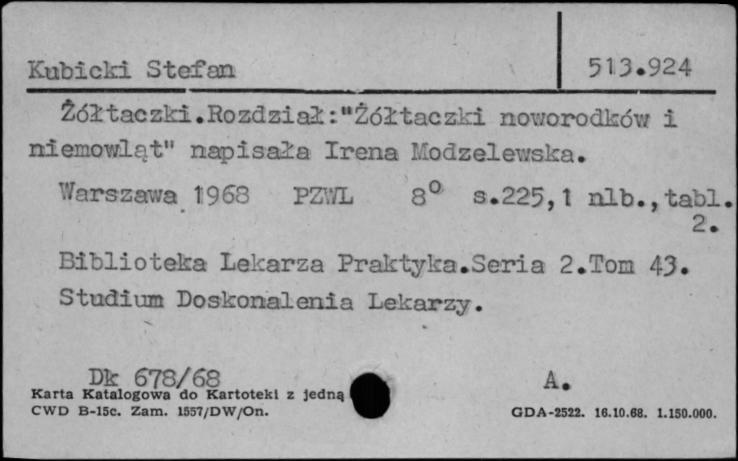 Kubicki Stefan 513.924
Żółtaczki.Rozdział:"Żółtaczki noworodków i
niemowląt" napisała Irena Modzelewska.
Warszawa 1968 PZWL 8° s.225,1 nlb.,tabl.
2.
Biblioteka Lekarza Praktyka.Seria 2.Tom 43.
Studium Doskonalenia Lekarzy.
Dk 678/68 A.
Karta Katalogowa do Kartoteki z jedną
CWD B-15c. Zam. 1557/DW/On. GDA-2522. 16.10.68. 1.150.000.